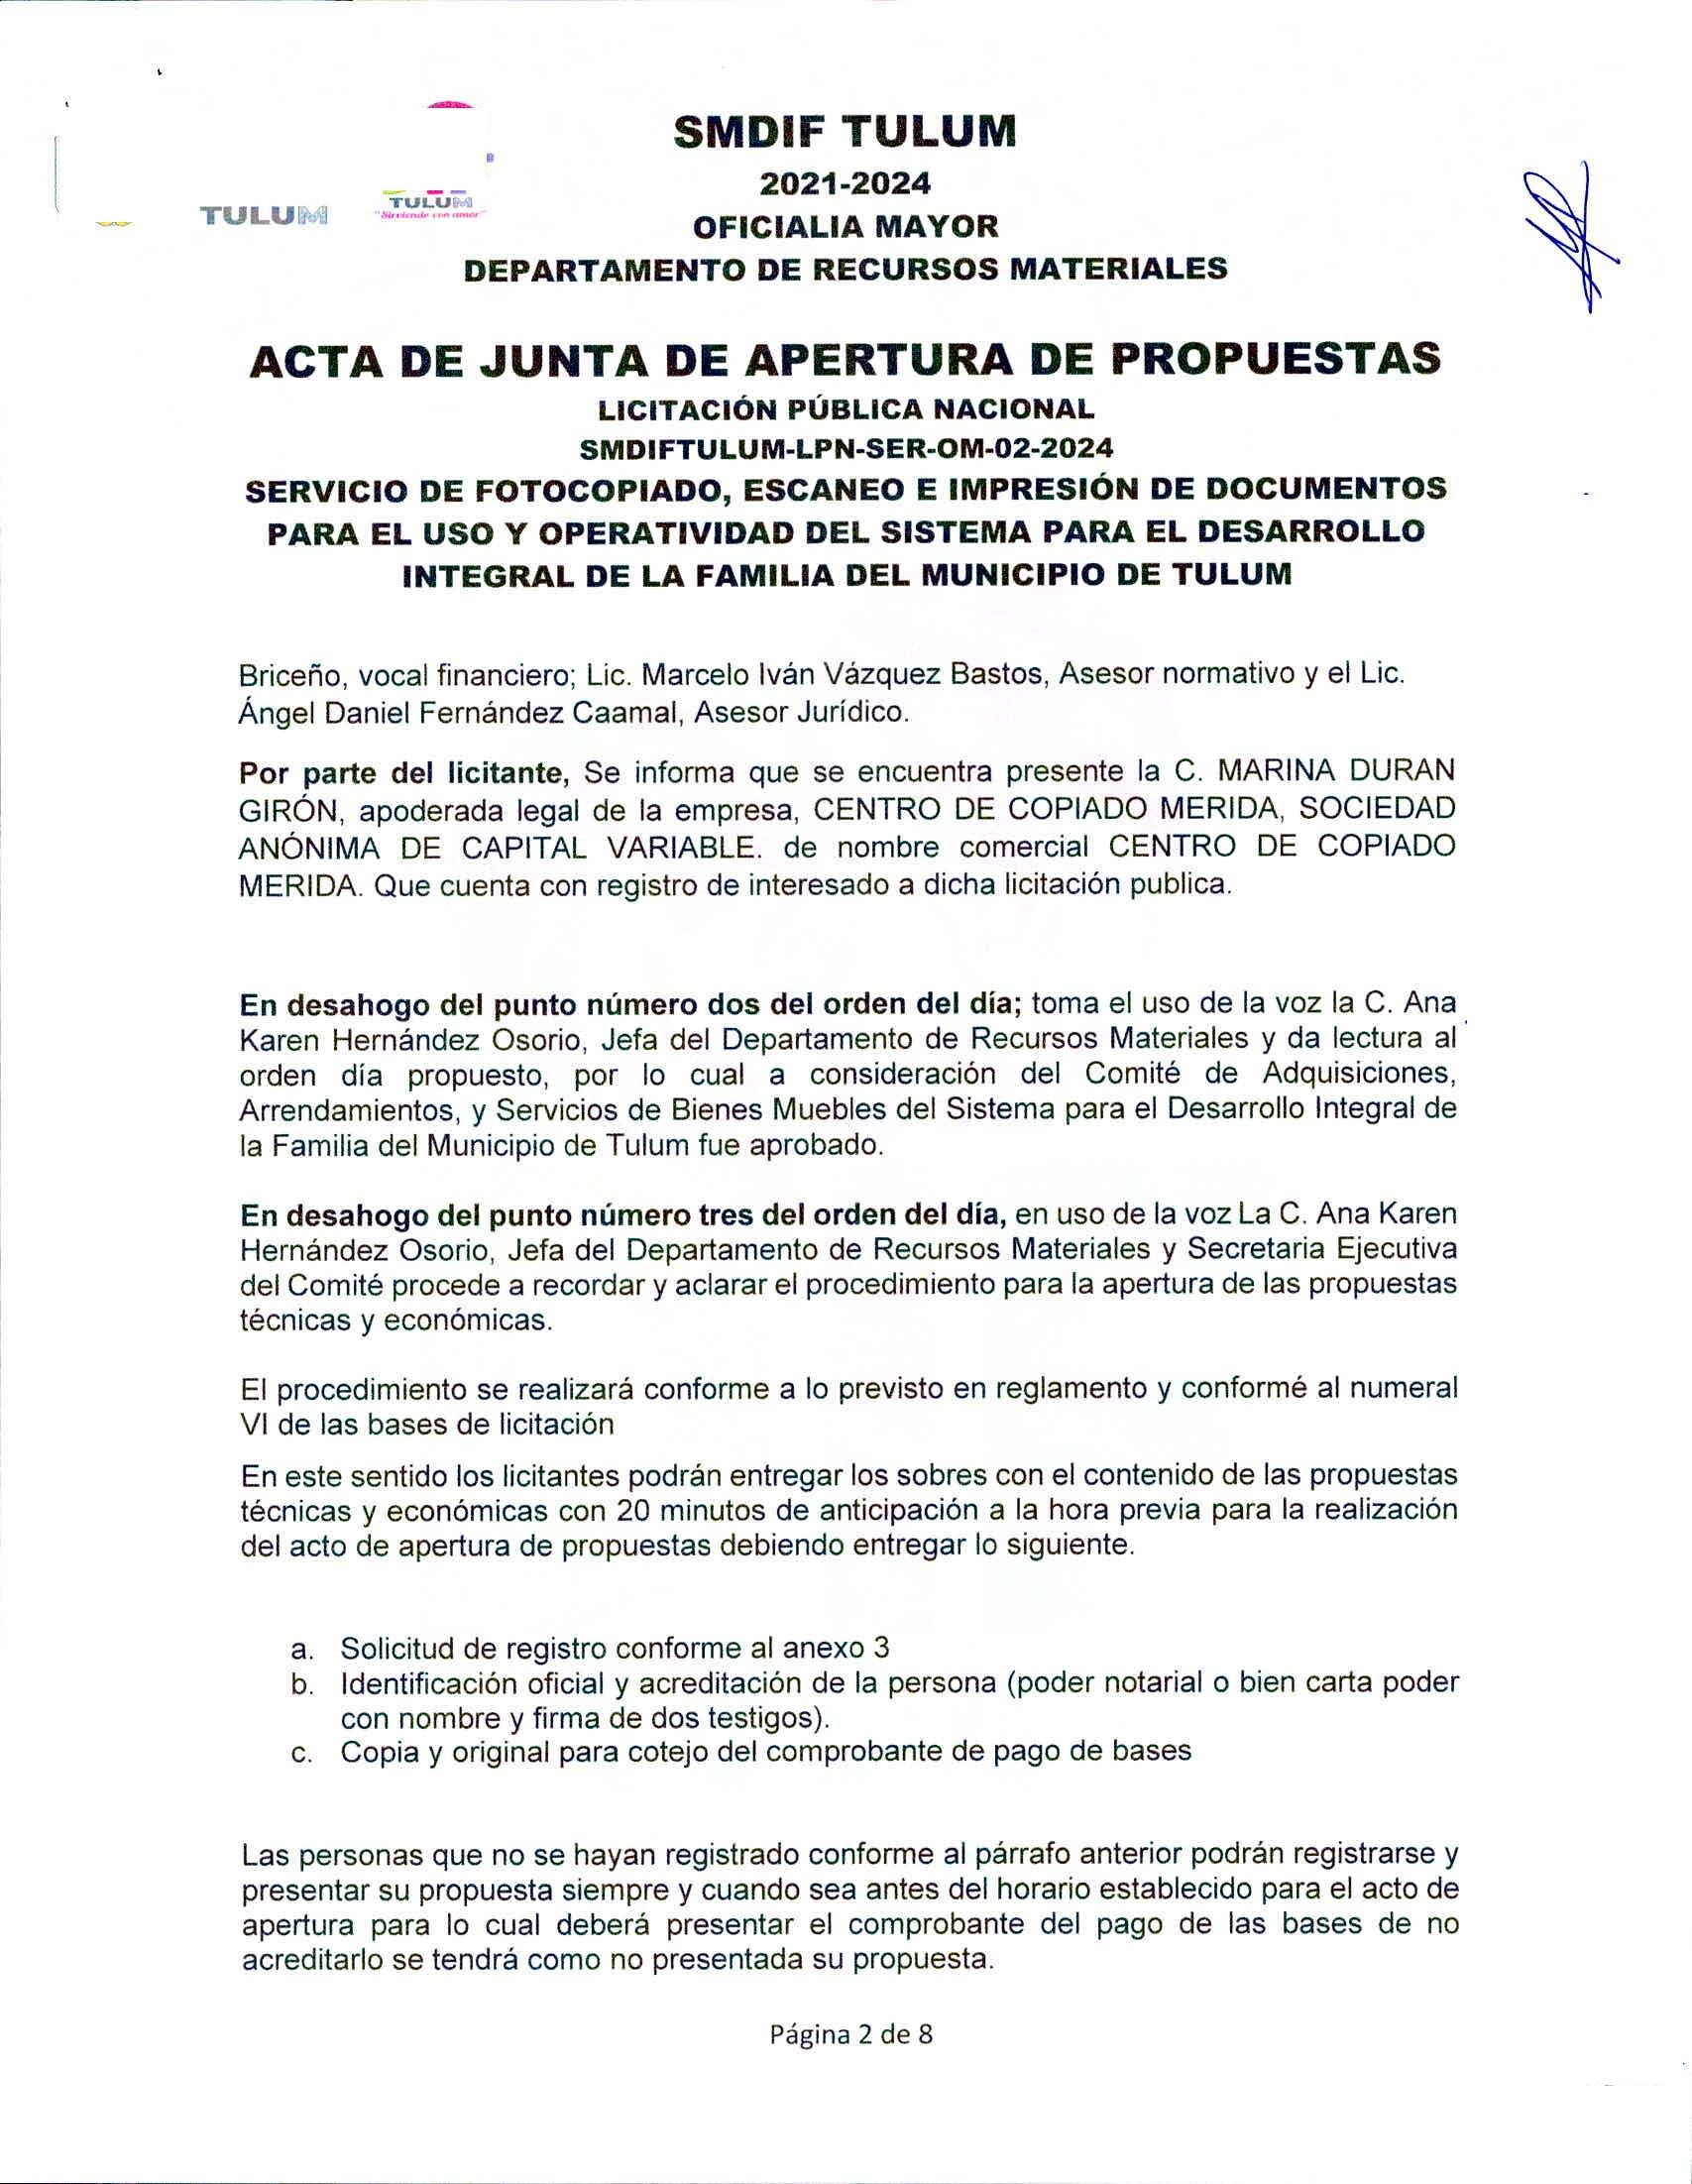 SMDIF TULUM
2021-2024
OFICIALIA MAYOR
DEPARTAMENTO DE RECURSOS MATERIALES
TULUM
TULUM
"Sirviendo con amor"
ACTA DE JUNTA DE APERTURA DE PROPUESTAS
LICITACIÓN PÚBLICA NACIONAL
SMDIFTULUM-LPN-SER-OM-02-2024
SERVICIO DE FOTOCOPIADO, ESCANEO E IMPRESIÓN DE DOCUMENTOS
PARA EL USO Y OPERATIVIDAD DEL SISTEMA PARA EL DESARROLLO
INTEGRAL DE LA FAMILIA DEL MUNICIPIO DE TULUM
Briceño, vocal financiero; Lic. Marcelo Iván Vázquez Bastos, Asesor normativo y el Lic.
Ángel Daniel Fernández Caamal, Asesor Jurídico.
Por parte del licitante, Se informa que se encuentra presente la C. MARINA DURAN
GIRÓN, apoderada legal de la empresa, CENTRO DE COPIADO MERIDA, SOCIEDAD
ANÓNIMA DE CAPITAL VARIABLE. de nombre comercial CENTRO DE COPIADO
MERIDA. Que cuenta con registro de interesado a dicha licitación publica.
En desahogo del punto número dos del orden del día; toma el uso de la voz la C. Ana
Karen Hernández Osorio, Jefa del Departamento de Recursos Materiales y da lectura al
orden día propuesto, por lo cual a consideración del Comité de Adquisiciones,
Arrendamientos, y Servicios de Bienes Muebles del Sistema para el Desarrollo Integral de
la Familia del Municipio de Tulum fue aprobado.
En desahogo del punto número tres del orden del día, en uso de la voz La C. Ana Karen
Hernández Osorio, Jefa del Departamento de Recursos Materiales y Secretaria Ejecutiva
del Comité procede a recordar y aclarar el procedimiento para la apertura de las propuestas
técnicas y económicas.
El procedimiento se realizará conforme a lo previsto en reglamento y conformé al numeral
VI de las bases de licitación
En este sentido los licitantes podrán entregar los sobres con el contenido de las propuestas
técnicas y económicas con 20 minutos de anticipación a la hora previa para la realización
del acto de apertura de propuestas debiendo entregar lo siguiente.
a. Solicitud de registro conforme al anexo 3
b. Identificación oficial y acreditación de la persona (poder notarial o bien carta poder
con nombre y firma de dos testigos).
c. Copia y original para cotejo del comprobante de pago de bases
Las personas que no se hayan registrado conforme al párrafo anterior podrán registrarse y
presentar su propuesta siempre y cuando sea antes del horario establecido para el acto de
apertura para lo cual deberá presentar el comprobante del pago de las bases de no
acreditarlo se tendrá como no presentada su propuesta.
Página 2 de 8